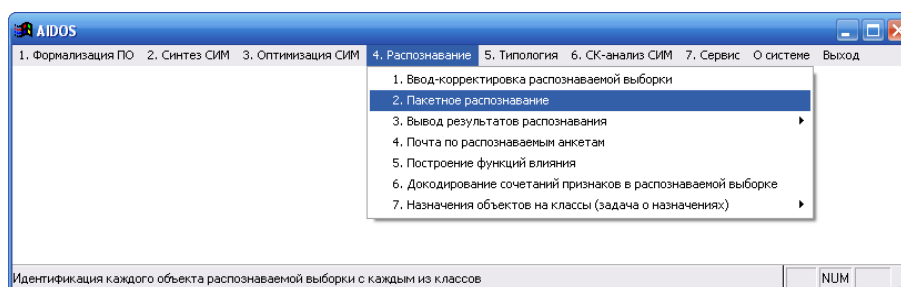 AIDOS
1. Формализация ПО 2. Синтез СИМ 3. Оптимизация СИМ 4. Распознавание 5. Типология 6. СК-анализ СИМ 7. Сервис О системе Выход
1. Ввод-корректировка распознаваемой выборки
2. Пакетное распознавание
3. Вывод результатов распознавания
4. Почта по распознаваемым анкетам
5. Построение функций влияния
6. Докодирование сочетаний признаков в распознаваемой выборке
7. Назначения объектов на классы (задача о назначениях)
Идентификация каждого объекта распознаваемой выборки с каждым из классов NUM